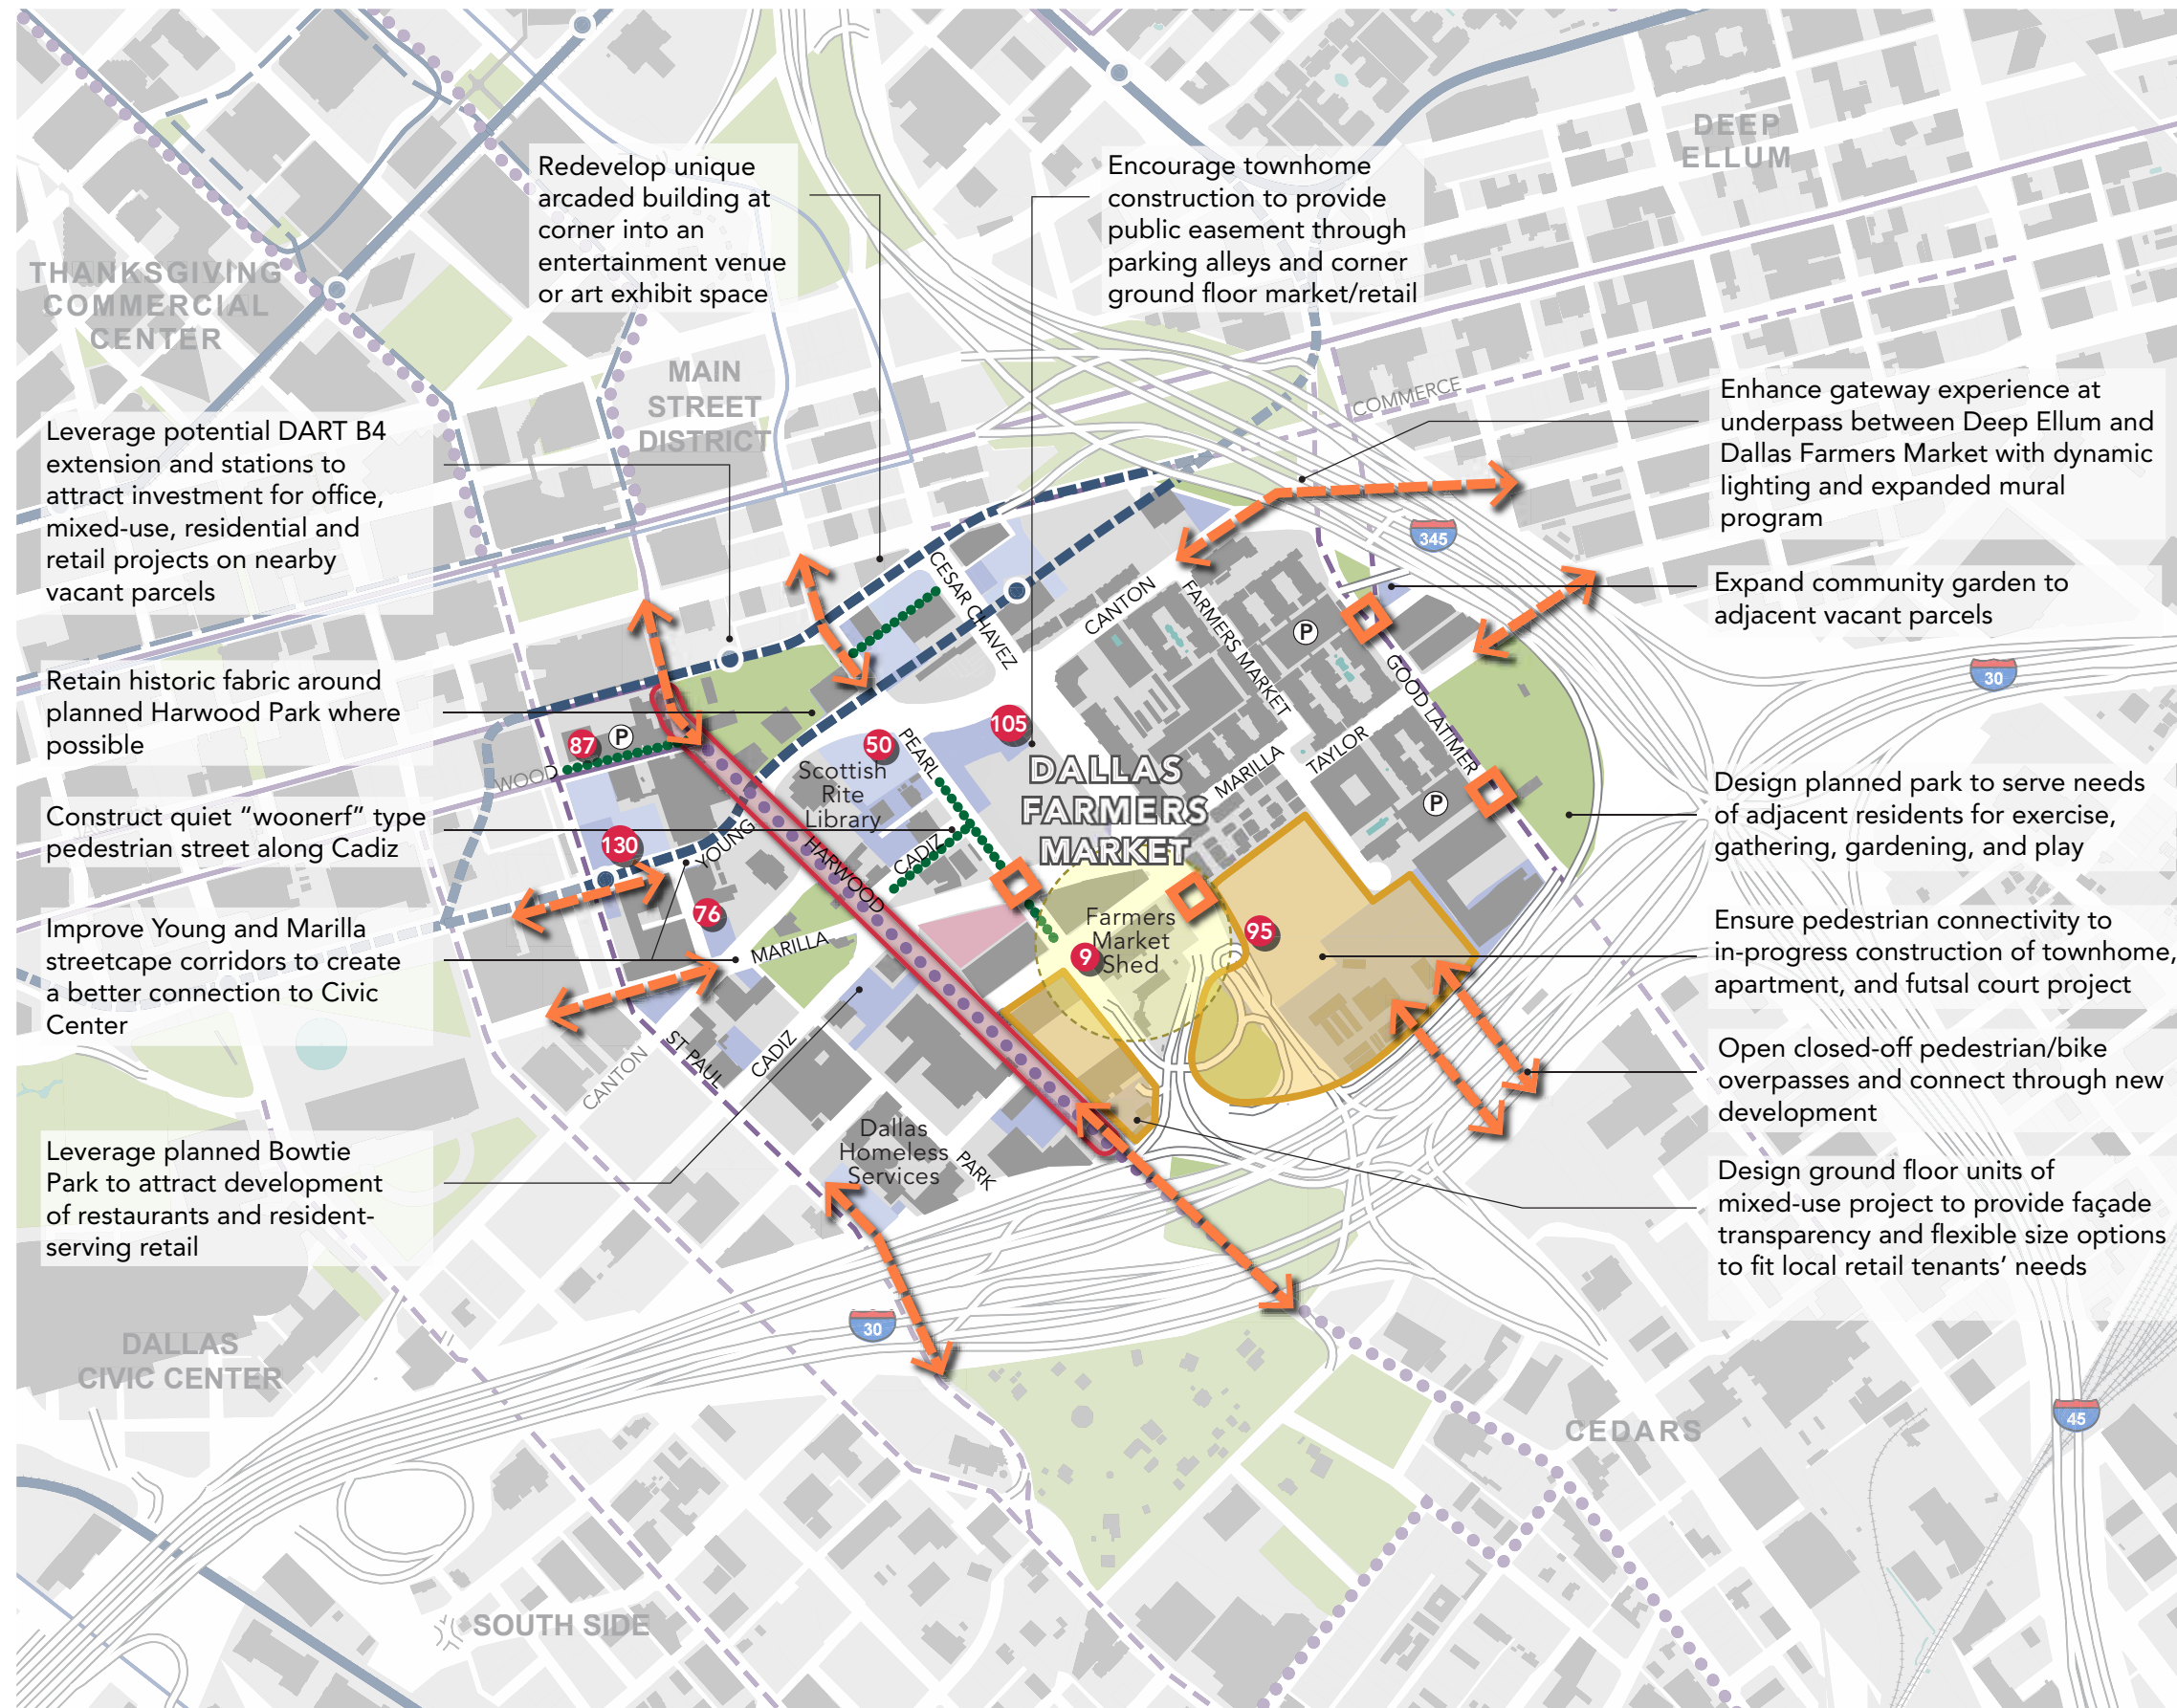 DEEP
ELLUM
Redevelop unique
arcaded building at
corner into an
entertainment venue
or art exhibit space
Encourage townhome
construction to provide
public easement through
parking alleys and corner
ground floor market/retail
THANKSGIVING
COMMERCIAL
CENTER
MAIN
STREET
DISTRICT
COMMERCE
Leverage potential DART B4
extension and stations to
attract investment for office,
mixed-use, residential and
retail projects on nearby
vacant parcels
Enhance gateway experience at
underpass between Deep Ellum and
Dallas Farmers Market with dynamic
lighting and expanded mural
program
345
Expand community garden to
adjacent vacant parcels
CESAR CHAVEZ
CANTON
FARMERS MARKET
P
GOOD LATIMER
30
Retain historic fabric around
planned Harwood Park where
possible
87
P
WOOD
50
PEARL
105
Scottish
Rite
Library
DALLAS
FARMERS
MARKET
MARILLA
TAYLOR
P
Design planned park to serve needs
of adjacent residents for exercise,
gathering, gardening, and play
Construct quiet “woonerf” type
pedestrian street along Cadiz
130
YOUNG
HARWOOD
CADIZ
Improve Young and Marilla
streetcape corridors to create
a better connection to Civic
Center
76
MARILLA
Farmers
Market
Shed
9
95
Ensure pedestrian connectivity to
in-progress construction of townhome,
apartment, and futsal court project
CANTON
ST PAUL
CADIZ
Open closed-off pedestrian/bike
overpasses and connect through new
development
Leverage planned Bowtie
Park to attract development
of restaurants and resident-
serving retail
Dallas
Homeless
Services
PARK
Design ground floor units of
mixed-use project to provide façade
transparency and flexible size options
to fit local retail tenants’ needs
30
DALLAS
CIVIC CENTER
CEDARS
45
SOUTH SIDE